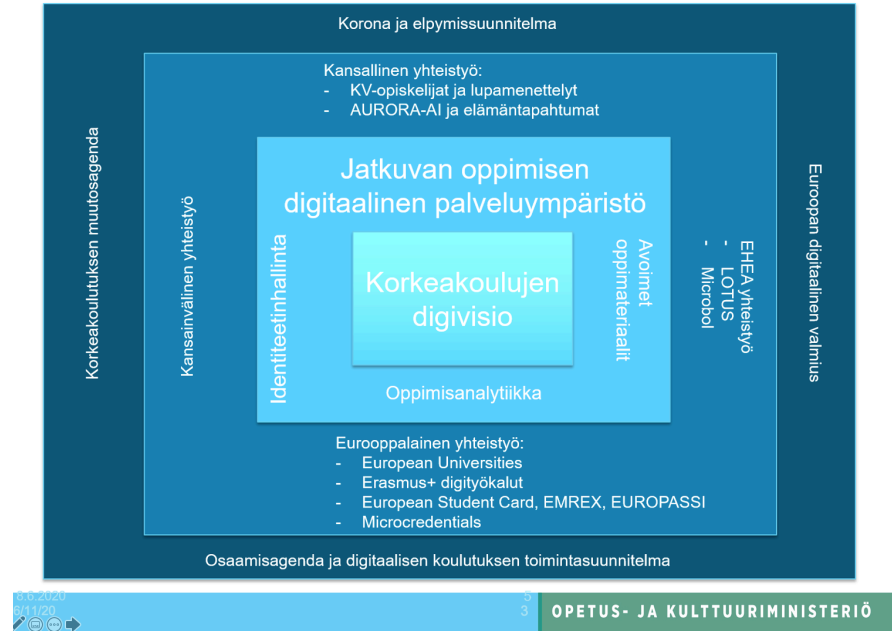 Korona ja elpymissuunnitelma
Kansallinen yhteistyö:
- KV-opiskelijat ja lupamenettelyt
- AURORA-AI ja elämäntapahtumat
Korkeakoulutuksen muutosagenda
Kansainvälinen yhteistyö
Jatkuvan oppimisen
digitaalinen palveluympäristö
Identiteetinhallinta
Korkeakoulujen
digivisio
Avoimet
oppimateriaalit
Oppimisanalytiikka
EHEA yhteistyö
- LOTUS
- Microbol
Euroopan digitaalinen valmius
Eurooppalainen yhteistyö:
- European Universities
- Erasmus+ digityökalut
- European Student Card, EMREX, EUROPASSI
- Microcredentials
Osaamisagenda ja digitaalisen koulutuksen toimintasuunnitelma
8.6.2020
6/11/20
5
3
OPETUS- JA KULTTUURIMINISTERIÖ